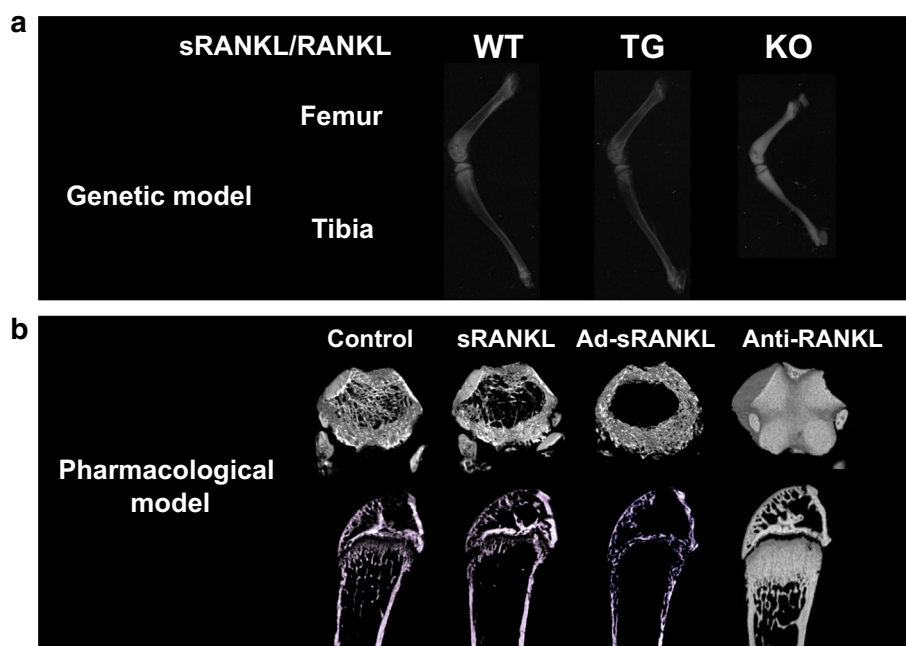 a
sRANKL/RANKL WT TG KO
Femur
Genetic model
Tibia
b
Control sRANKL Ad-sRANKL Anti-RANKL
Pharmacological
model